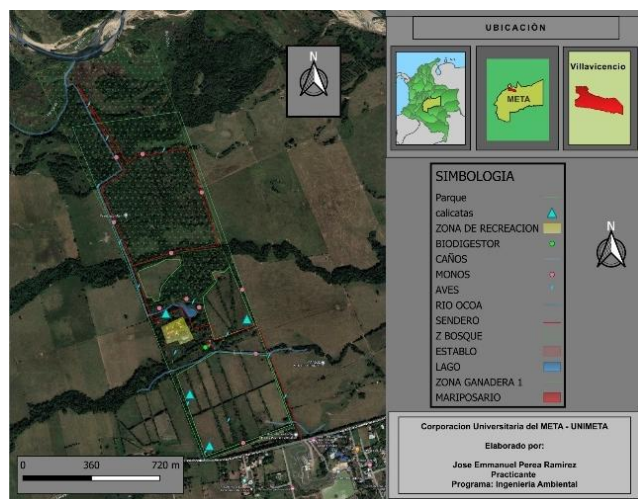 N
0 360 720 m
UBICACIÒN
META
Villavicencio
SIMBOLOGIA
Parque
calicatas
ZONA DE RECREACION
BIODIGESTOR
CAÑOS
MONOS
AVES
RIO OCOA
SENDERO
Z BOSQUE
ESTABLO
LAGO
ZONA GANADERA 1
MARIPOSARIO
N
Corporacion Universitaria del META - UNIMETA
Elaborado por:
Jose Emmanuel Perea Ramirez
Practicante
Programa: Ingenieria Ambiental